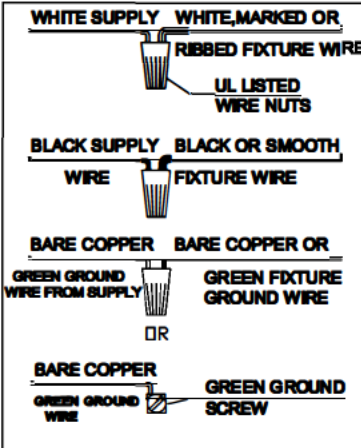 WHITE SUPPLY WHITE,MARKED OR
RIBBED FIXTURE WIRE
UL LISTED
WIRE NUTS
BLACK SUPPLY BLACK OR SMOOTH
WIRE FIXTURE WIRE
BARE COPPER BARE COPPER OR
GREEN GROUND
WIRE FROM SUPPLY
GREEN FIXTURE
GROUND WIRE
OR
BARE COPPER
GREEN GROUND
WIRE
GREEN GROUND
SCREW